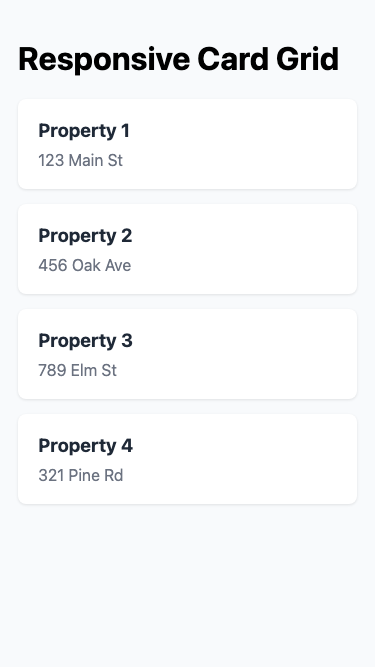 Responsive Card Grid
Property 1
123 Main St
Property 2
456 Oak Ave
Property 3
789 Elm St
Property 4
321 Pine Rd